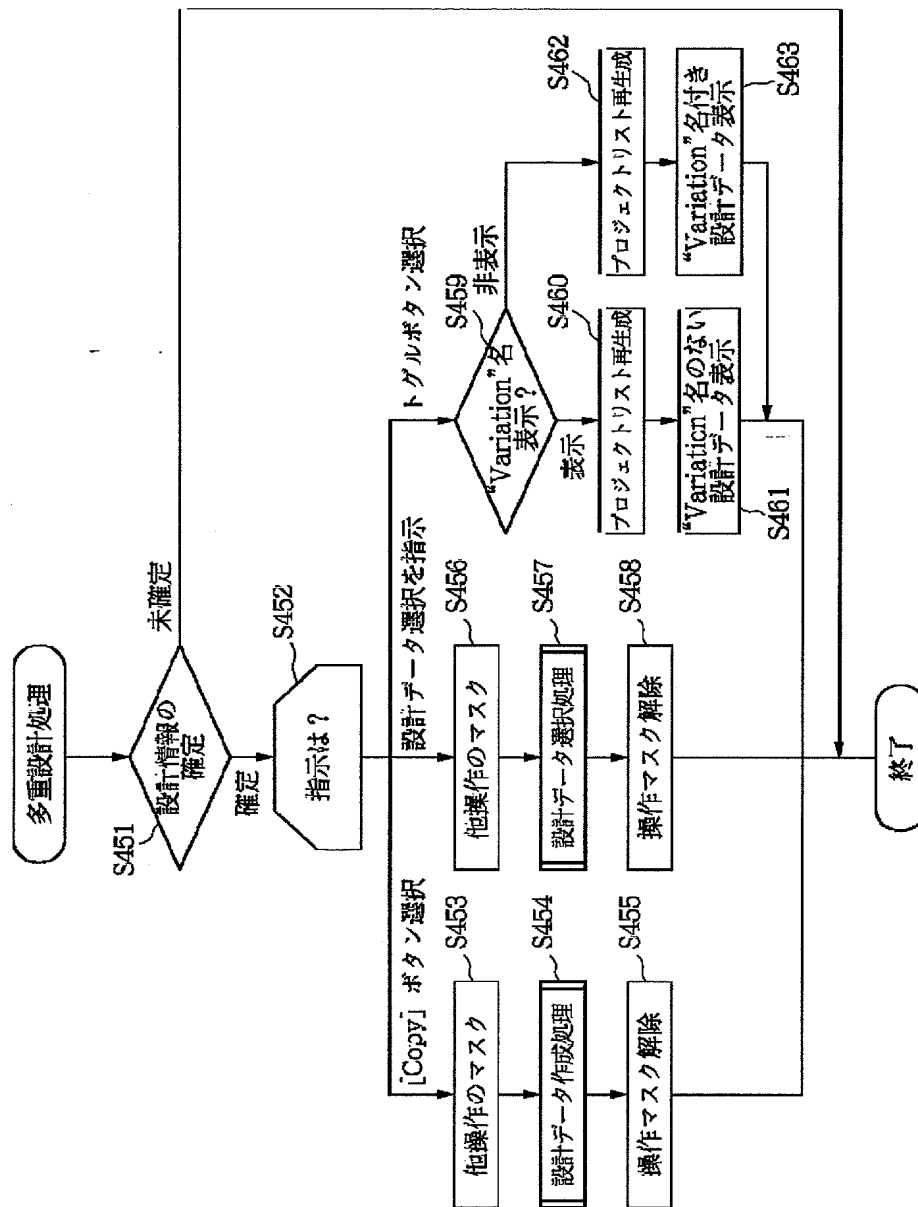 多重設計処理
S451
設計情報の
確定
未確定
確定
S452
指示は?
[Copy] ボタン選択
S453
他操作のマスク
S454
設計データ作成処理
S455
操作マスク解除
設計データ選択を指示
S456
他操作のマスク
S457
設計データ選択処理
S458
操作マスク解除
トグルボタン選択
S459
“Variation”名
表示?
表示
非表示
S460
プロジェクトリスト再生成
S461
“Variation”名のない
設計データ表示
S462
プロジェクトリスト再生成
S463
“Variation”名付き
設計データ表示
終了